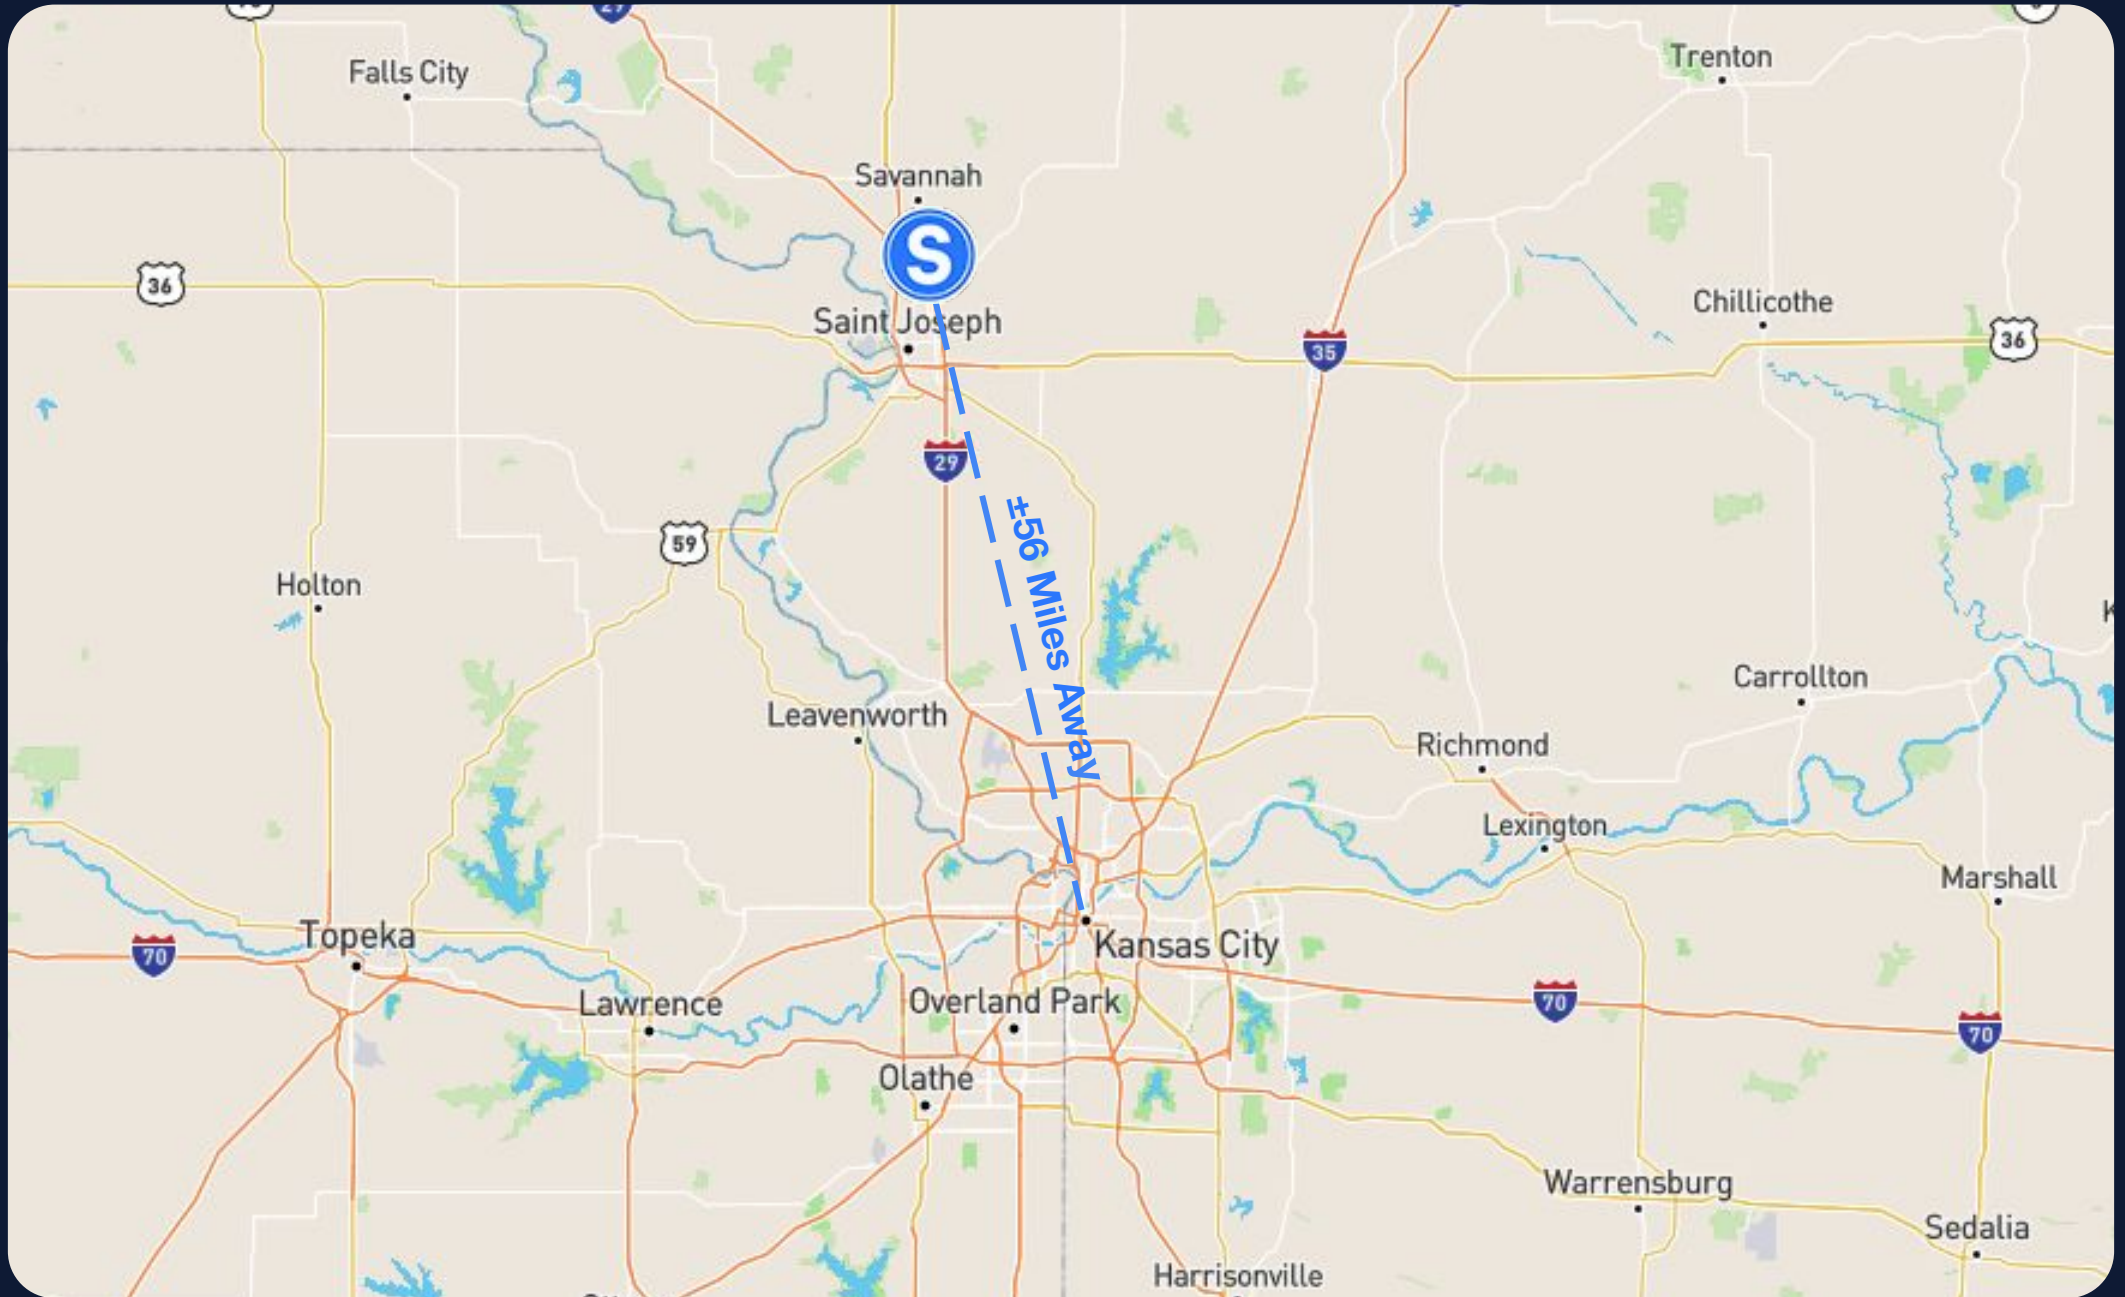 29
Falls City
Trenton
Savannah
S
36
Saint Joseph
Chillicothe
36
35
29
59
±56 Miles Away
Holton
Carrollton
Leavenworth
Richmond
Lexington
Marshall
Topeka
70
Kansas City
Lawrence
Overland Park
70
70
Olathe
Warrensburg
Sedalia
Harrisonville